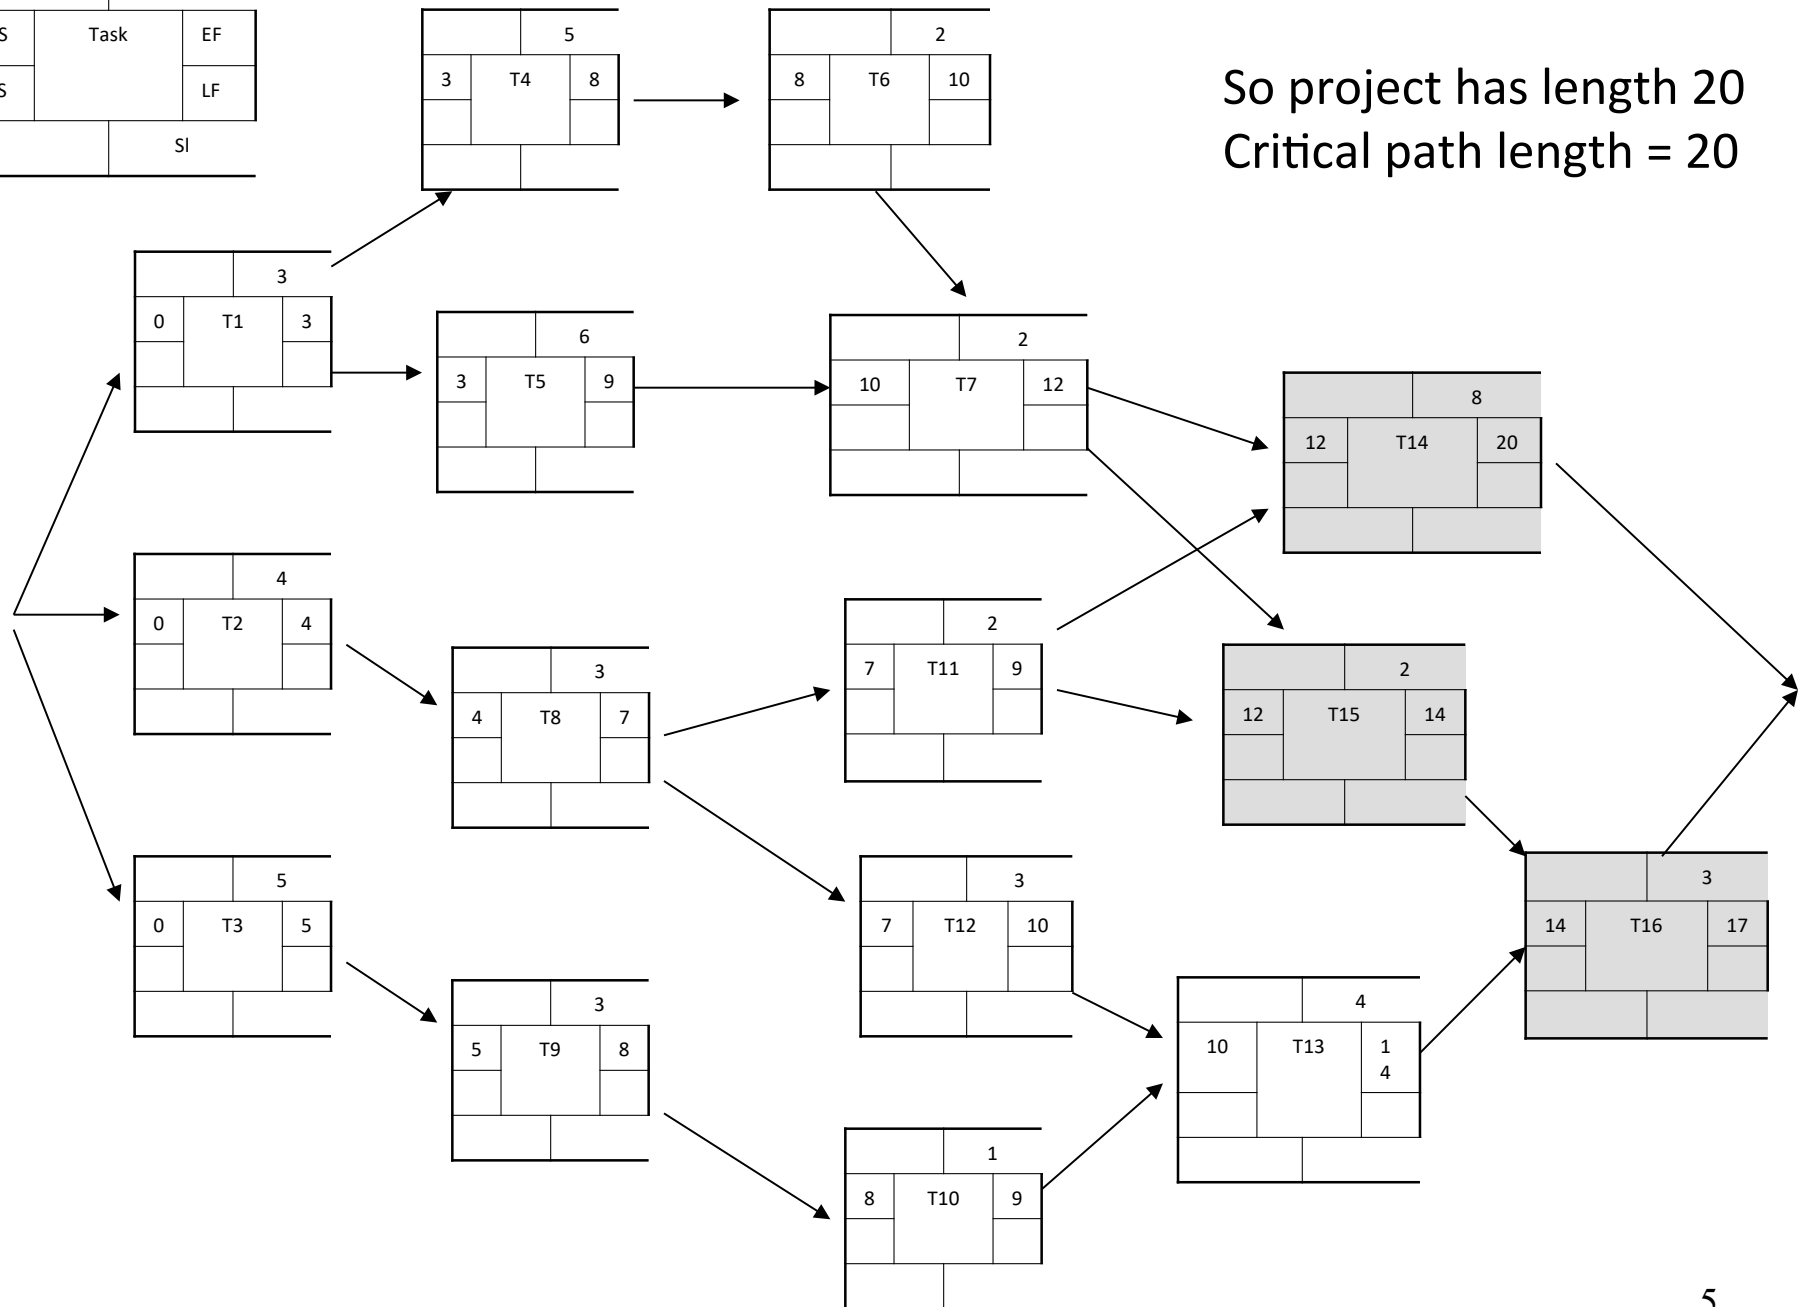 S Task EF
S LF
Sl
5
3 T4 8
2
8 T6 10
So project has length 20
Critical path length = 20
3
0 T1 3
6
3 T5 9
2
10 T7 12
8
12 T14 20
4
0 T2 4
3
4 T8 7
2
7 T11 9
2
12 T15 14
5
0 T3 5
3
5 T9 8
3
7 T12 10
4
10 T13 1
4
3
14 T16 17
1
8 T10 9
5